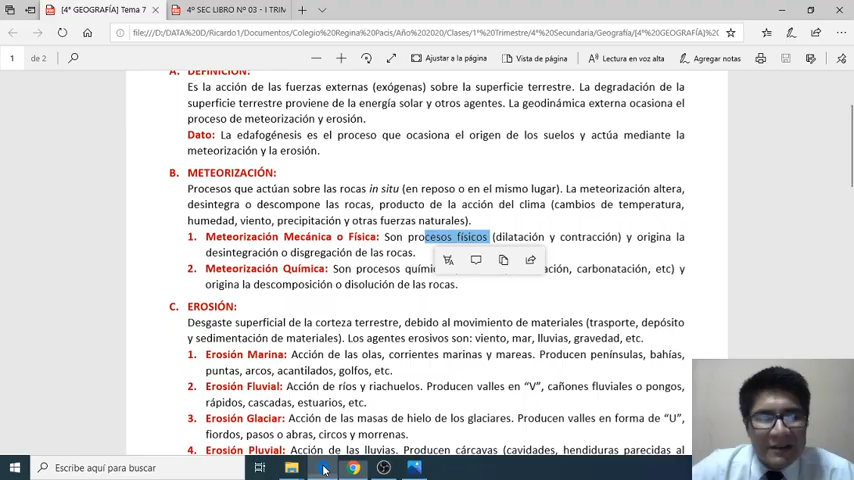 [4° GEOGRAFÍA] Tema 7
4° SEC LIBRO Nº 03 - I TRIM
file:///D:/DATA%20D/Ricardo1/Documentos/Colegio%20Regina%20Pacis/Año%202020/Clases/1°%20Trimestre/4°%20Secundaria/Geografía/[4°%20GEOGRAFÍA]%20
1 de 2
Ajustar a la página
Vista de página
Lectura en voz alta
Agregar notas
A. DEFINICIÓN:
Es la acción de las fuerzas externas (exógenas) sobre la superficie terrestre. La degradación de la
superficie terrestre proviene de la energía solar y otros agentes. La geodinámica externa ocasiona el
proceso de meteorización y erosión.
Dato: La edafogénesis es el proceso que ocasiona el origen de los suelos y actúa mediante la
meteorización y la erosión.
B. METEORIZACIÓN:
Procesos que actúan sobre las rocas in situ (en reposo o en el mismo lugar). La meteorización altera,
desintegra o descompone las rocas, producto de la acción del clima (cambios de temperatura,
humedad, viento, precipitación y otras fuerzas naturales).
1. Meteorización Mecánica o Física: Son procesos físicos (dilatación y contracción) y origina la
desintegración o disgregación de las rocas.
2. Meteorización Química: Son procesos químic ación, carbonatación, etc) y
origina la descomposición o disolución de las rocas.
C. EROSIÓN:
Desgaste superficial de la corteza terrestre, debido al movimiento de materiales (trasporte, depósito
y sedimentación de materiales). Los agentes erosivos son: viento, mar, lluvias, gravedad, etc.
1. Erosión Marina: Acción de las olas, corrientes marinas y mareas. Producen penínsulas, bahías,
puntas, arcos, acantilados, golfos, etc.
2. Erosión Fluvial: Acción de ríos y riachuelos. Producen valles en “V”, cañones fluviales o pongos,
rápidos, cascadas, estuarios, etc.
3. Erosión Glaciar: Acción de las masas de hielo de los glaciares. Producen valles en forma de “U”,
fiordos, pasos o abras, circos y morrenas.
4. Erosión Pluvial: Acción de las lluvias. Producen cárcavas (cavidades, hendiduras parecidas al
Escribe aquí para buscar